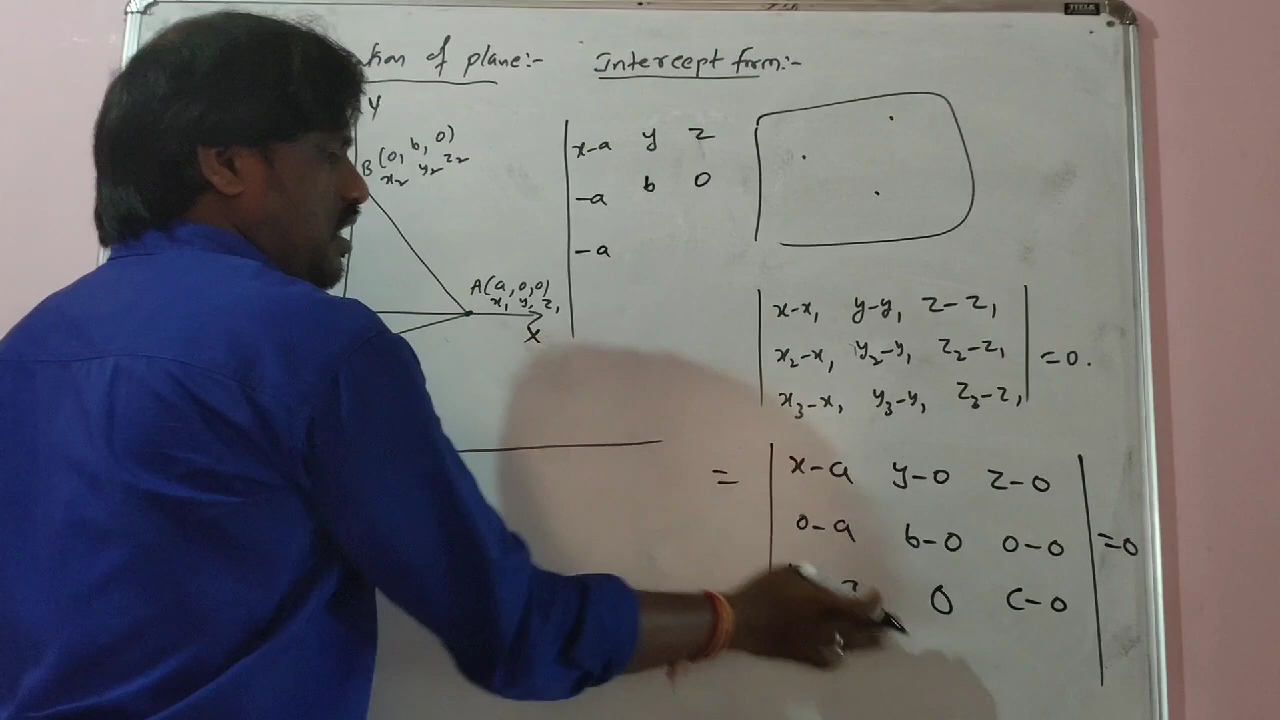 tion of plane:- Intercept form:-
Y
B(0, b, 0)
x₂ y₂ z₂
A(a, 0, 0)
x₁ y₁ z₁
X
x-a y z
-a b 0
-a
x-x₁ y-y₁ z-z₁
x₂-x₁ y₂-y₁ z₂-z₁ =0.
x₃-x₁ y₃-y₁ z₃-z₁
= x-a y-0 z-0
0-a b-0 0-0 =0
0 c-0